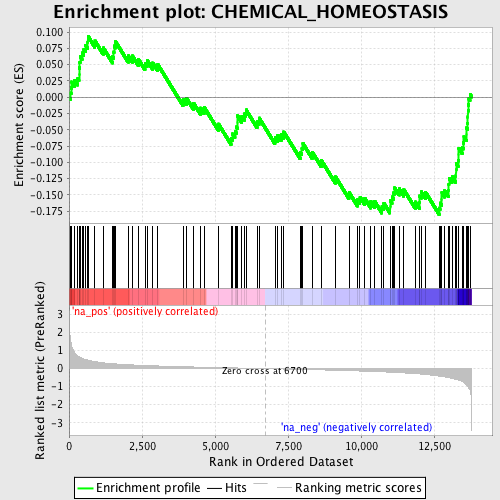 Enrichment plot: CHEMICAL_HOMEOSTASIS
Enrichment score (ES)
0.100
0.075
0.050
0.025
0.000
-0.025
-0.050
-0.075
-0.100
-0.125
-0.150
-0.175
Ranked list metric (PreRanked)
3
2
1
0
-1
-2
-3
'na_pos' (positively correlated)
Zero cross at 6700
'na_neg' (negatively correlated)
0
2,500
5,000
7,500
10,000
12,500
Rank in Ordered Dataset
Enrichment profile
Hits
Ranking metric scores